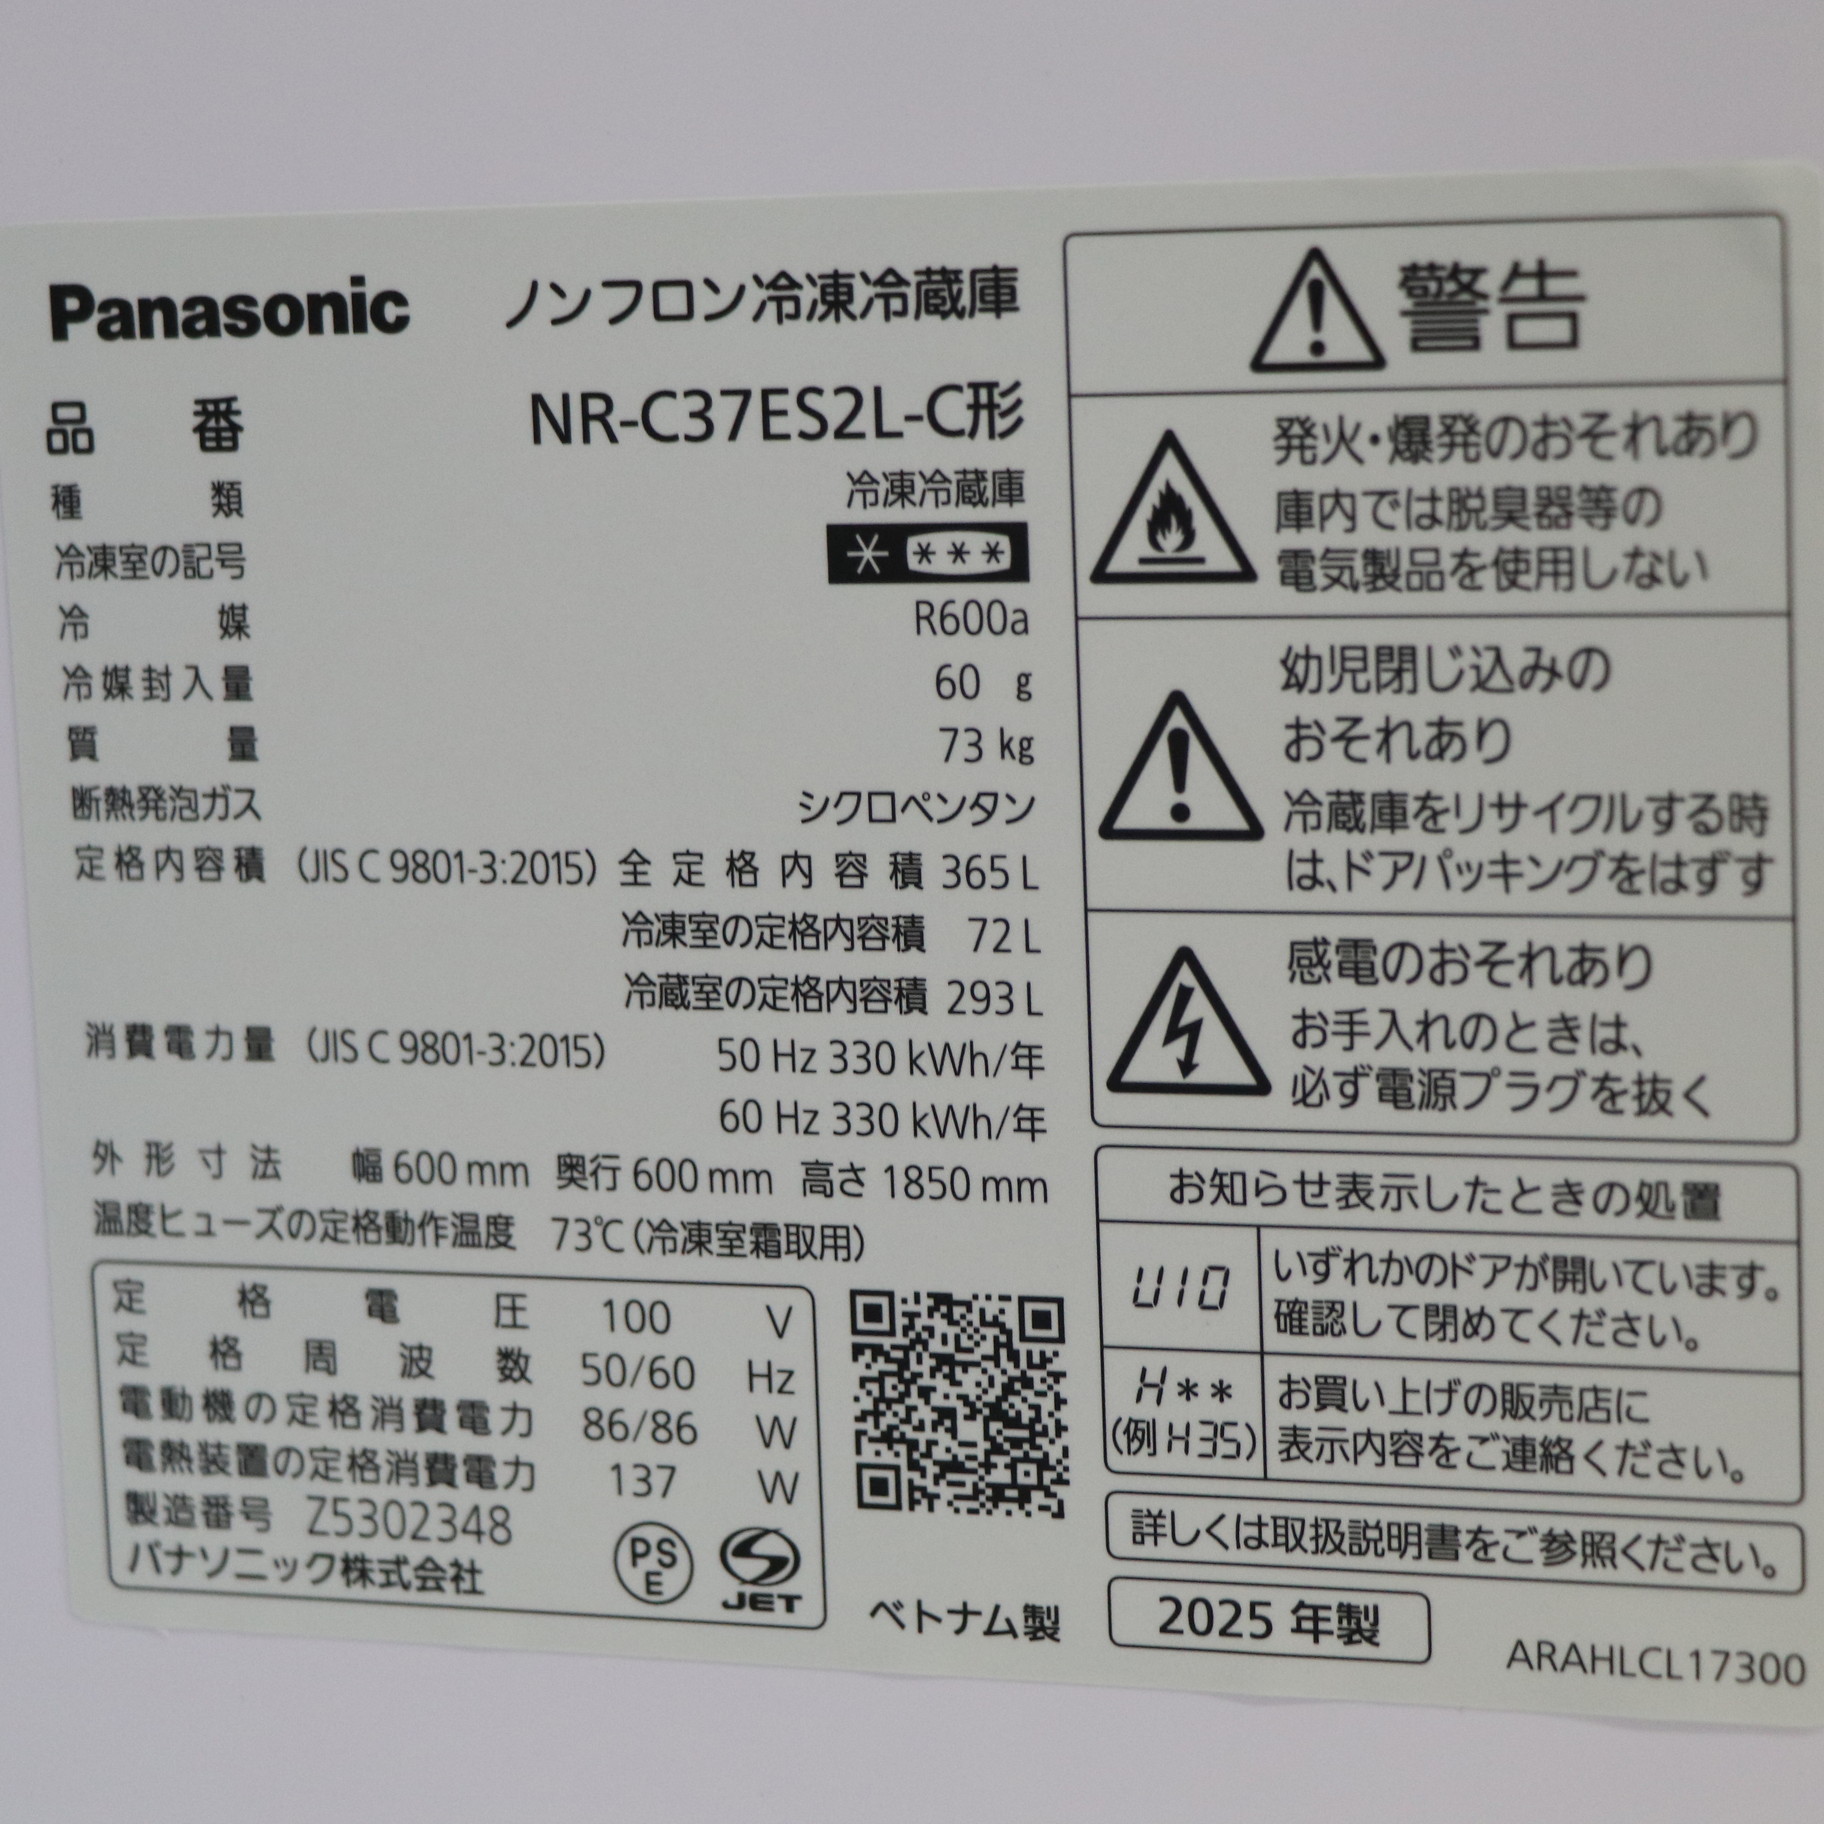 Panasonic ノンフロン冷凍冷蔵庫
品番 NR-C37ES2L-C形
種類 冷凍冷蔵庫
冷凍室の記号 * ***
冷媒 R600a
冷媒封入量 60 g
質量 73 kg
断熱発泡ガス シクロペンタン
定格内容積 (JIS C 9801-3:2015) 全定格内容積 365 L
冷凍室の定格内容積 72 L
冷蔵室の定格内容積 293 L
消費電力量 (JIS C 9801-3:2015) 50 Hz 330 kWh/年
60 Hz 330 kWh/年
外形寸法 幅 600 mm 奥行 600 mm 高さ 1850 mm
温度ヒューズの定格動作温度 73℃(冷凍室霜取用)
定格電圧 100 V
定格周波数 50/60 Hz
電動機の定格消費電力 86/86 W
電熱装置の定格消費電力 137 W
製造番号 Z5302348
パナソニック株式会社
PS
E
JET
ベトナム製
警告
発火・爆発のおそれあり
庫内では脱臭器等の
電気製品を使用しない
幼児閉じ込みの
おそれあり
冷蔵庫をリサイクルする時
は、ドアパッキングをはずす
感電のおそれあり
お手入れのときは、
必ず電源プラグを抜く
お知らせ表示したときの処置
U10 いずれかのドアが開いています。
確認して閉めてください。
H** お買い上げの販売店に
(例 H35) 表示内容をご連絡ください。
詳しくは取扱説明書をご参照ください。
2025 年製
ARAHLCL17300